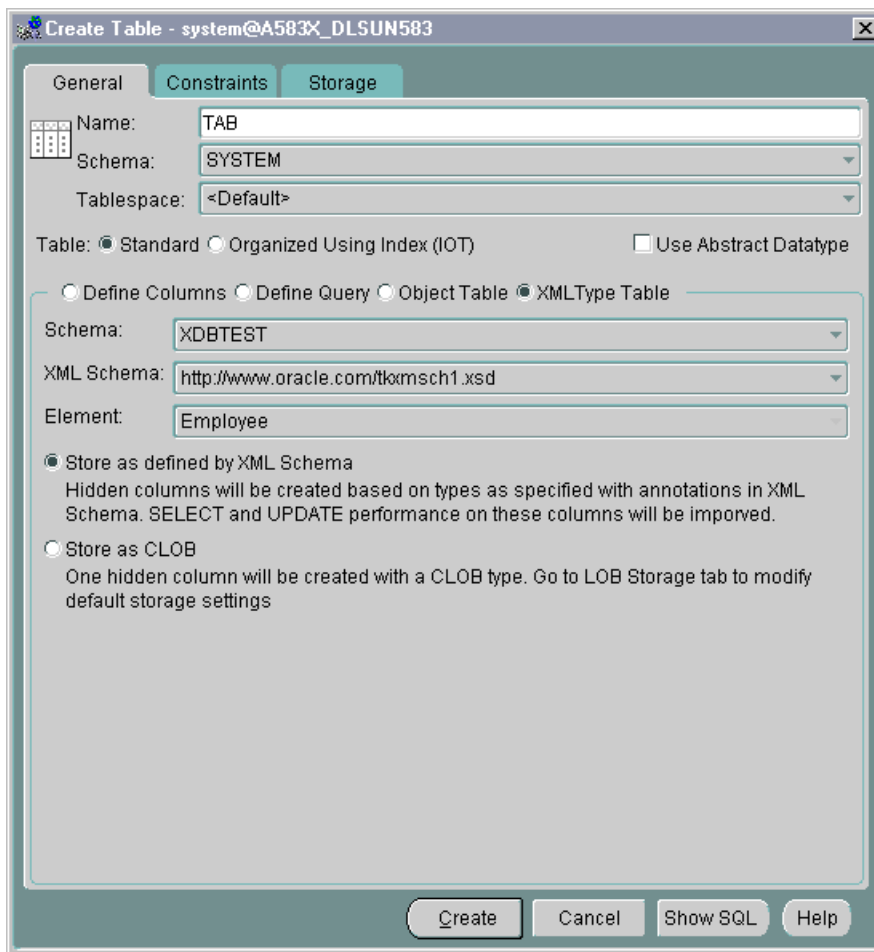 Create Table - system@A583X_DLSUN583
General Constraints Storage
Name: TAB
Schema: SYSTEM
Tablespace: <Default>
Table: Standard Organized Using Index (IOT) Use Abstract Datatype
Define Columns Define Query Object Table XMLType Table
Schema: XDBTEST
XML Schema: http://www.oracle.com/tkxmsch1.xsd
Element: Employee
Store as defined by XML Schema
Hidden columns will be created based on types as specified with annotations in XML
Schema. SELECT and UPDATE performance on these columns will be imporved.
Store as CLOB
One hidden column will be created with a CLOB type. Go to LOB Storage tab to modify
default storage settings
Create Cancel Show SQL Help